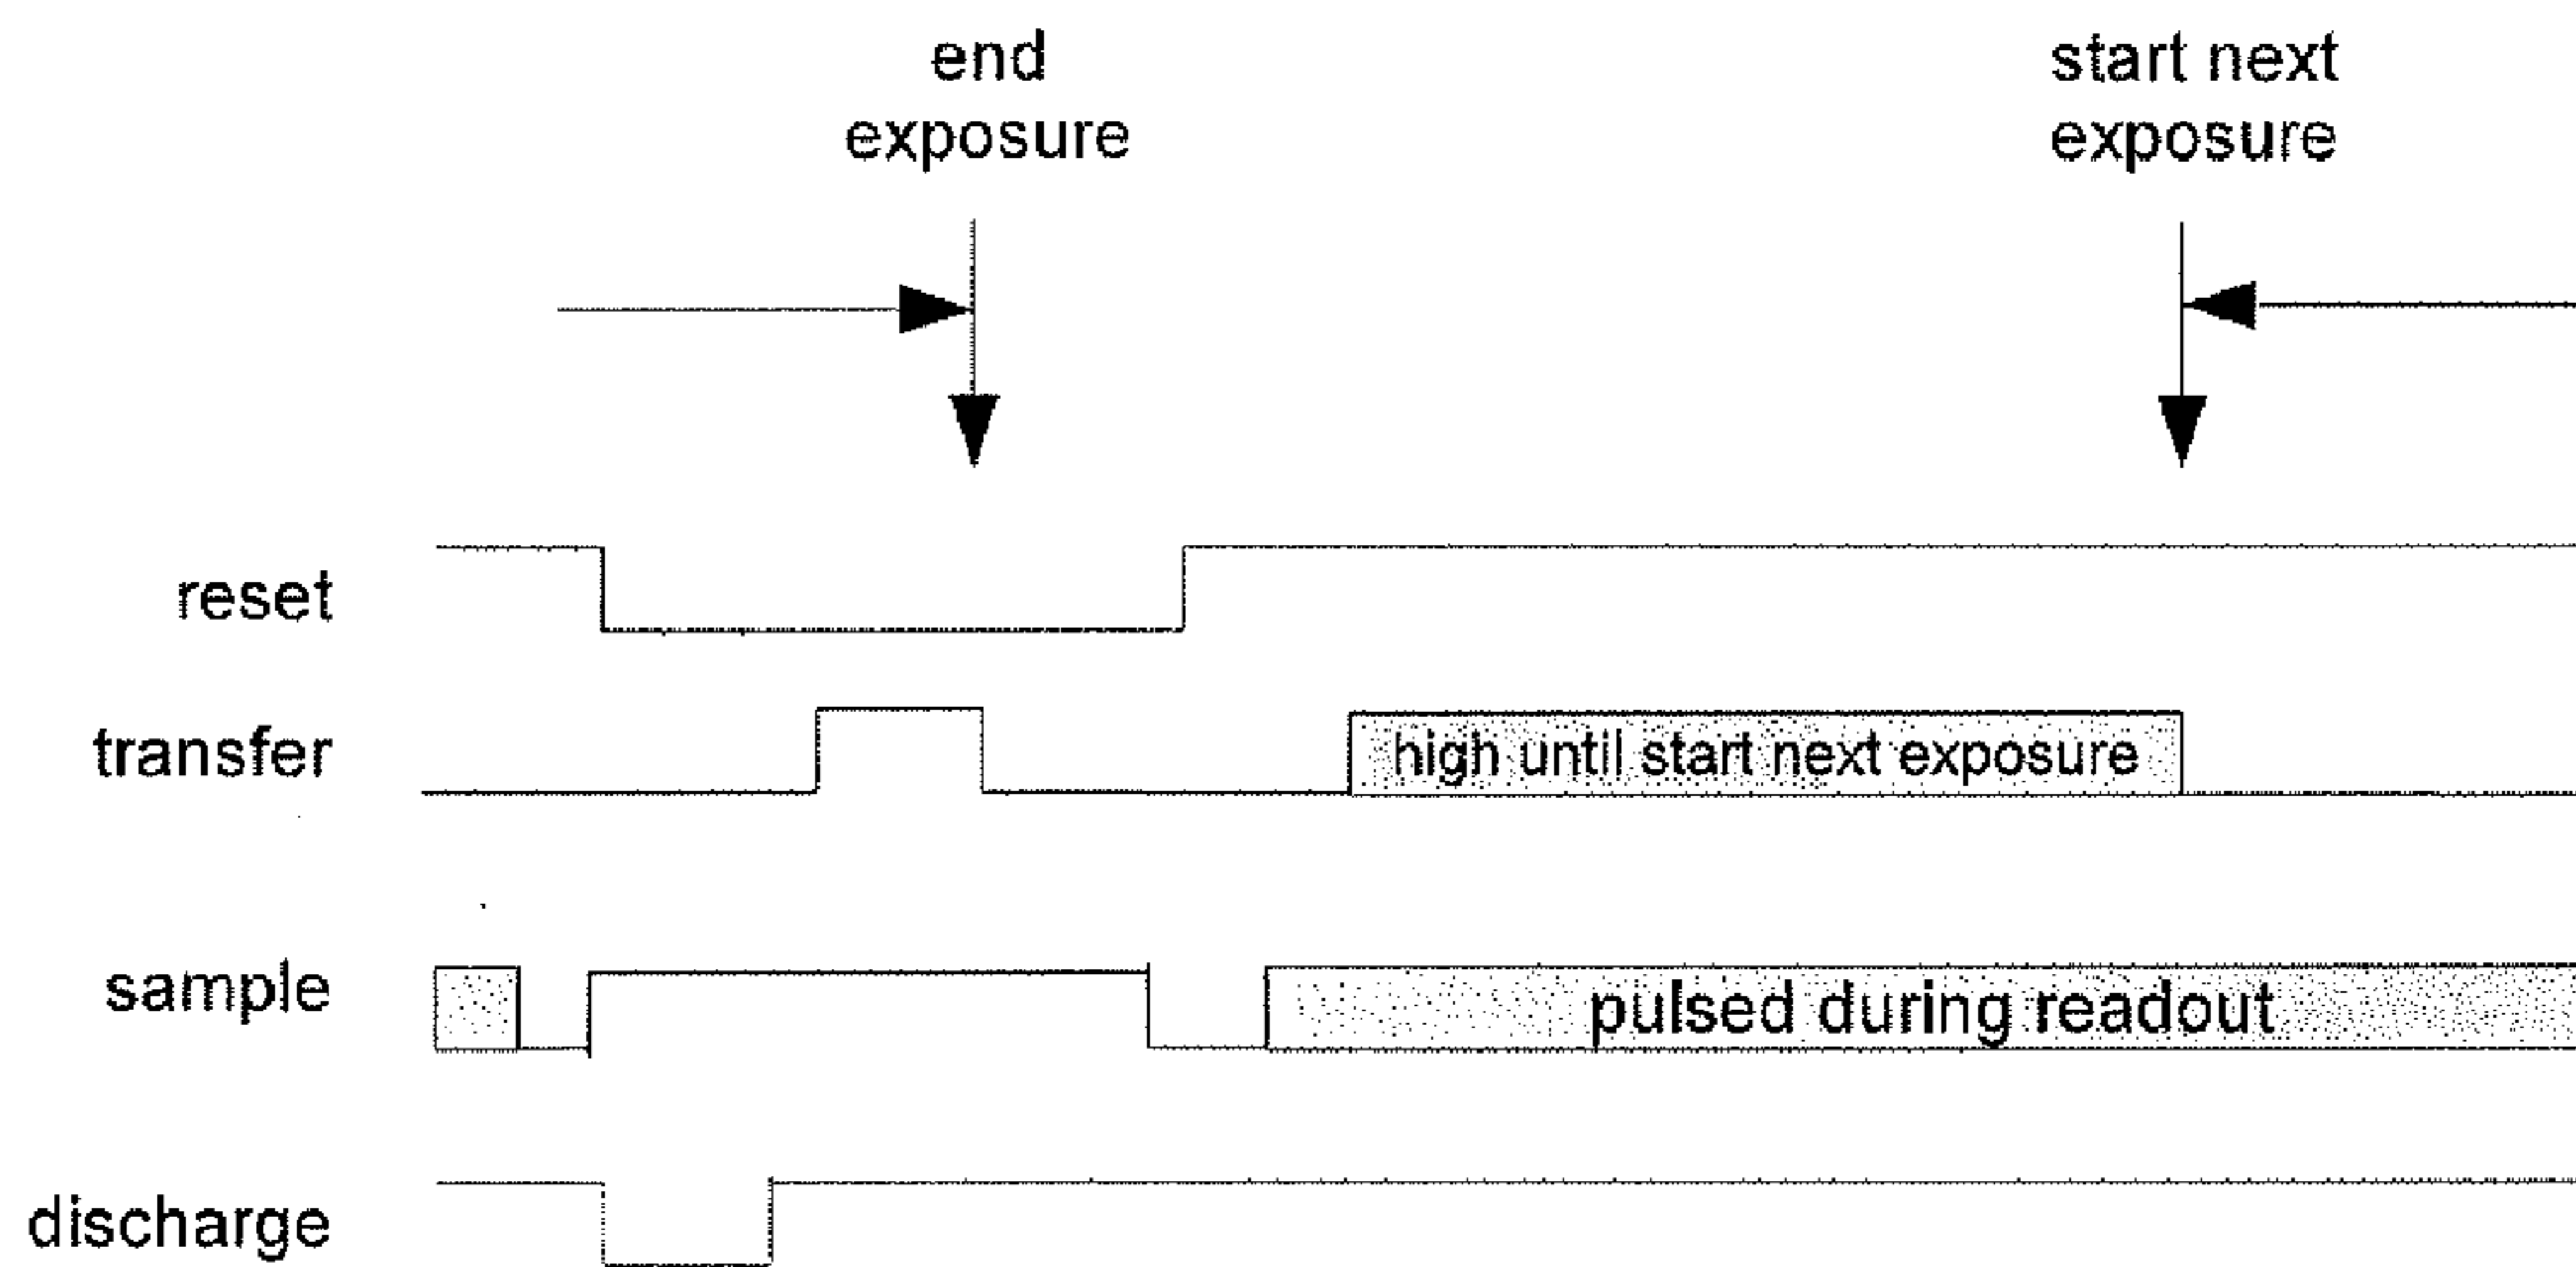 end
exposure
start next
exposure
reset
transfer
high until start next exposure
sample
pulsed during readout
discharge